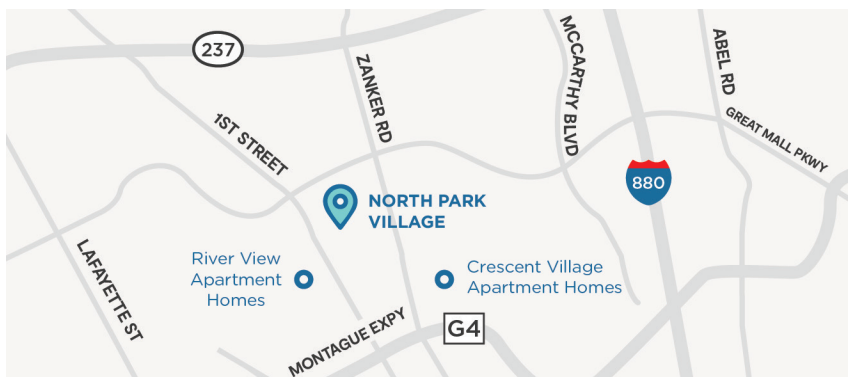 237
ZANKER RD
MCCARTHY BLVD
ABEL RD
1ST STREET
GREAT MALL PKWY
880
NORTH PARK
VILLAGE
LAFAYETTE ST
River View
Apartment
Homes
Crescent Village
Apartment Homes
MONTAGUE EXPY
G4